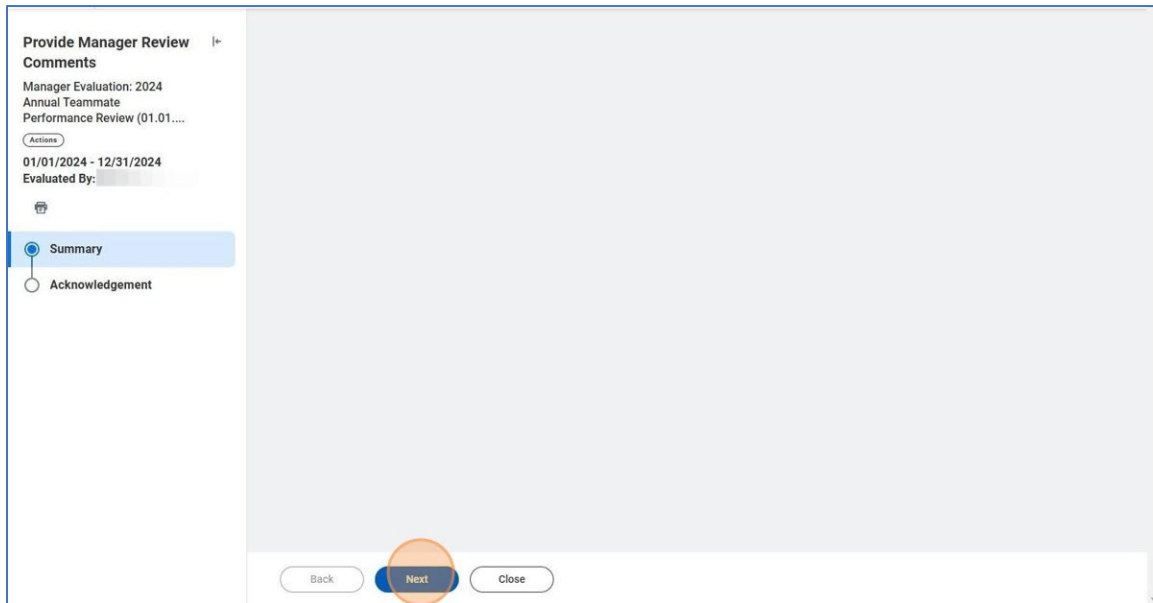 Provide Manager Review
Comments
Manager Evaluation: 2024
Annual Teammate
Performance Review (01.01....
Actions
01/01/2024 - 12/31/2024
Evaluated By:
Summary
Acknowledgement
Back
Next
Close